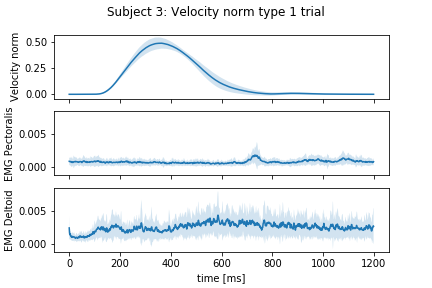 Subject 3: Velocity norm type 1 trial
Velocity norm
0.50
0.25
0.00
EMG Pectoralis
0.005
0.000
EMG Deltoid
0.005
0.000
0 200 400 600 800 1000 1200
time [ms]